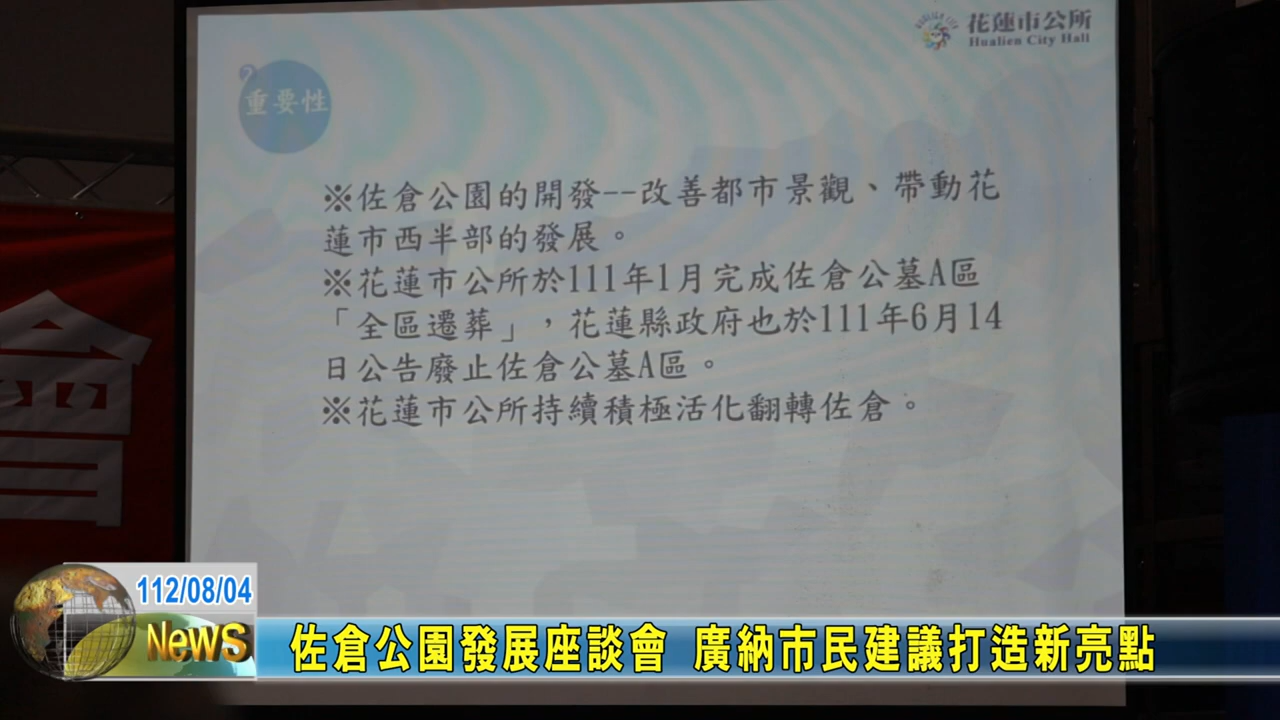 花蓮市公所
Hualien City Hall
重要性
※佐倉公園的開發--改善都市景觀、帶動花
蓮市西半部的發展。
※花蓮市公所於111年1月完成佐倉公墓A區
「全區遷葬」，花蓮縣政府也於111年6月14
日公告廢止佐倉公墓A區。
※花蓮市公所持續積極活化翻轉佐倉。
會
112/08/04
NewS
佐倉公園發展座談會 廣納市民建議打造新亮點